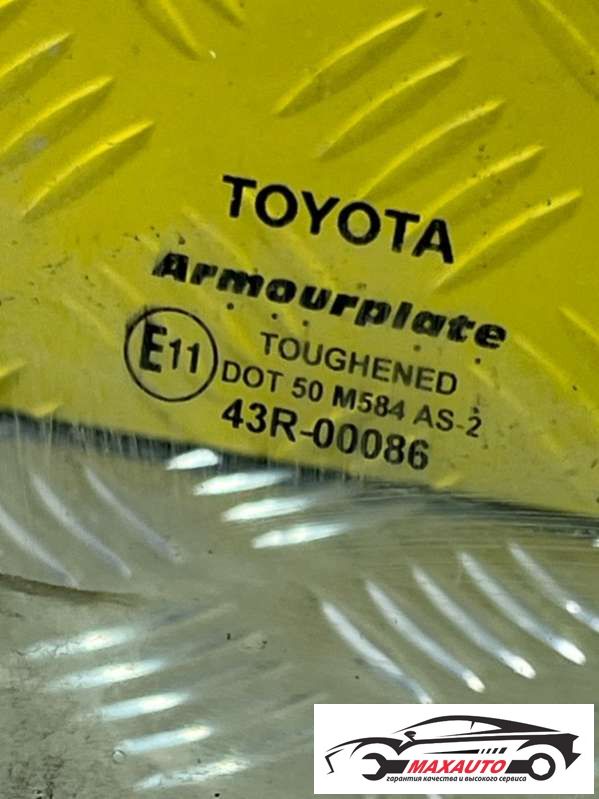 TOYOTA
Armourplate
E11
TOUGHENED
DOT 50 M584 AS-2
43R-00086
MAXAUTO
гарантия качества и высокого сервиса